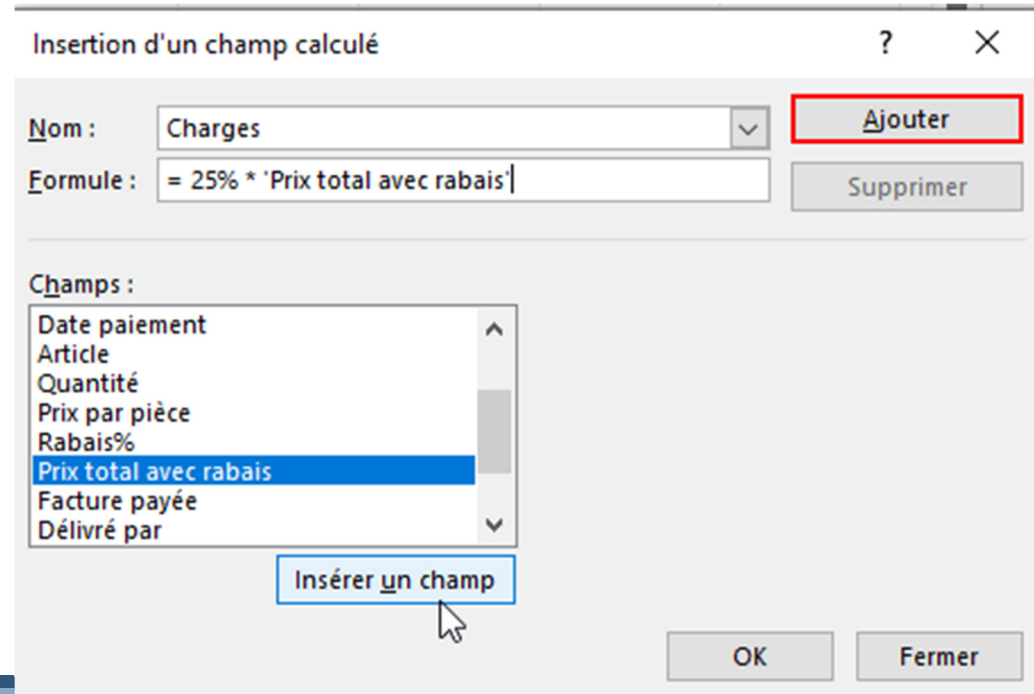 Insertion d'un champ calculé ?
Nom : Charges Ajouter
Formule : = 25% * 'Prix total avec rabais' Supprimer
Champs :
Date paiement
Article
Quantité
Prix par pièce
Rabais%
Prix total avec rabais
Facture payée
Délivré par
Insérer un champ
OK Fermer